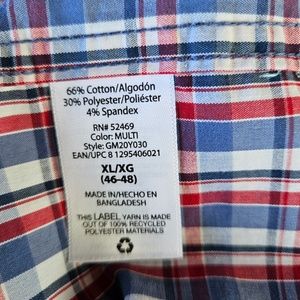 66% Cotton/Algodón
30% Polyester/Poliéster
4% Spandex
RN# 52469
Color: MULTI
Style: GM20Y030
EAN/UPC 8 1295406021
XL/XG
(46-48)
MADE IN/HECHO EN
BANGLADESH
THIS LABEL YARN IS MADE
OUT OF 100% RECYCLED
POLYESTER MATERIALS